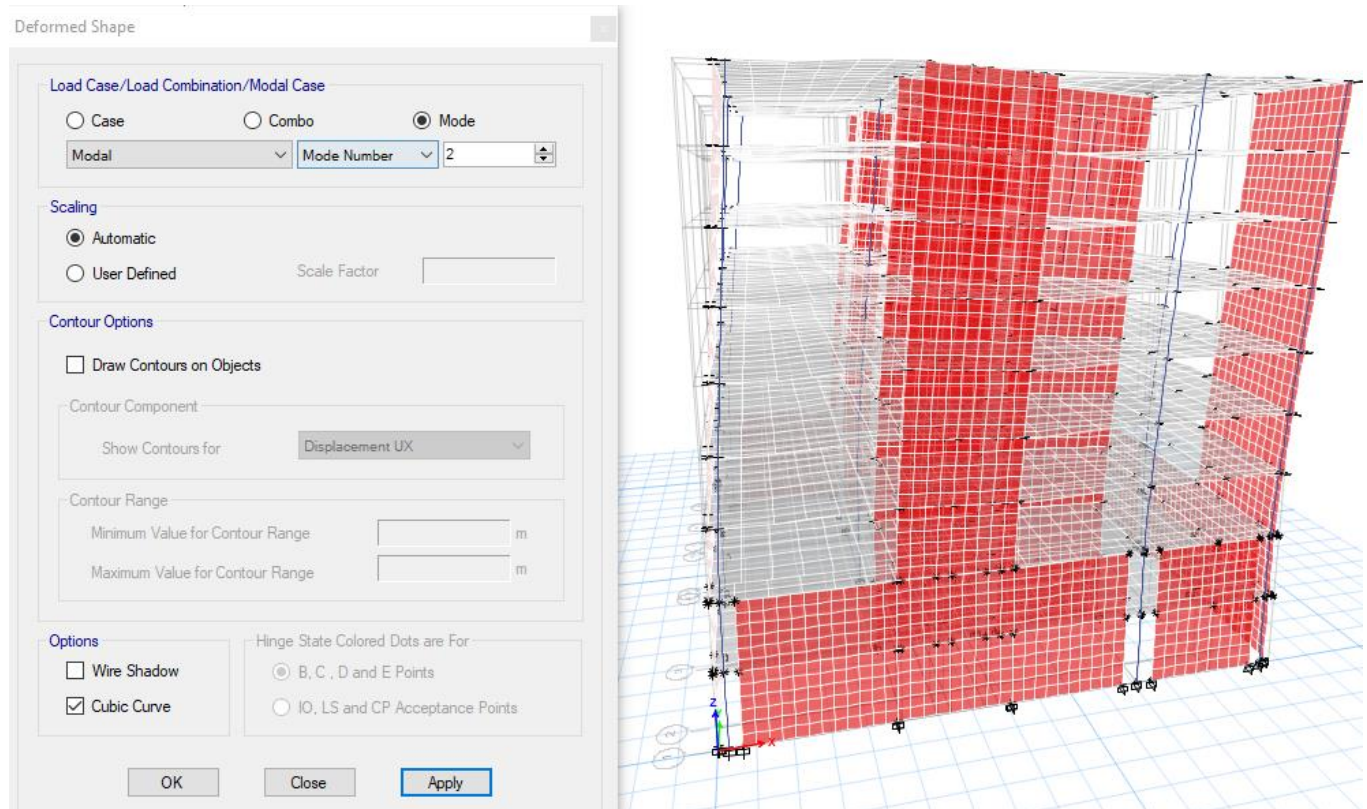 Deformed Shape
Load Case/Load Combination/Modal Case
Case Combo Mode
Modal Mode Number 2
Scaling
Automatic
User Defined Scale Factor
Contour Options
Draw Contours on Objects
Contour Component
Show Contours for Displacement UX
Contour Range
Minimum Value for Contour Range m
Maximum Value for Contour Range m
Options
Wire Shadow
Cubic Curve
Hinge State Colored Dots are For
B, C , D and E Points
IO, LS and CP Acceptance Points
OK Close Apply
Z
X
2
1